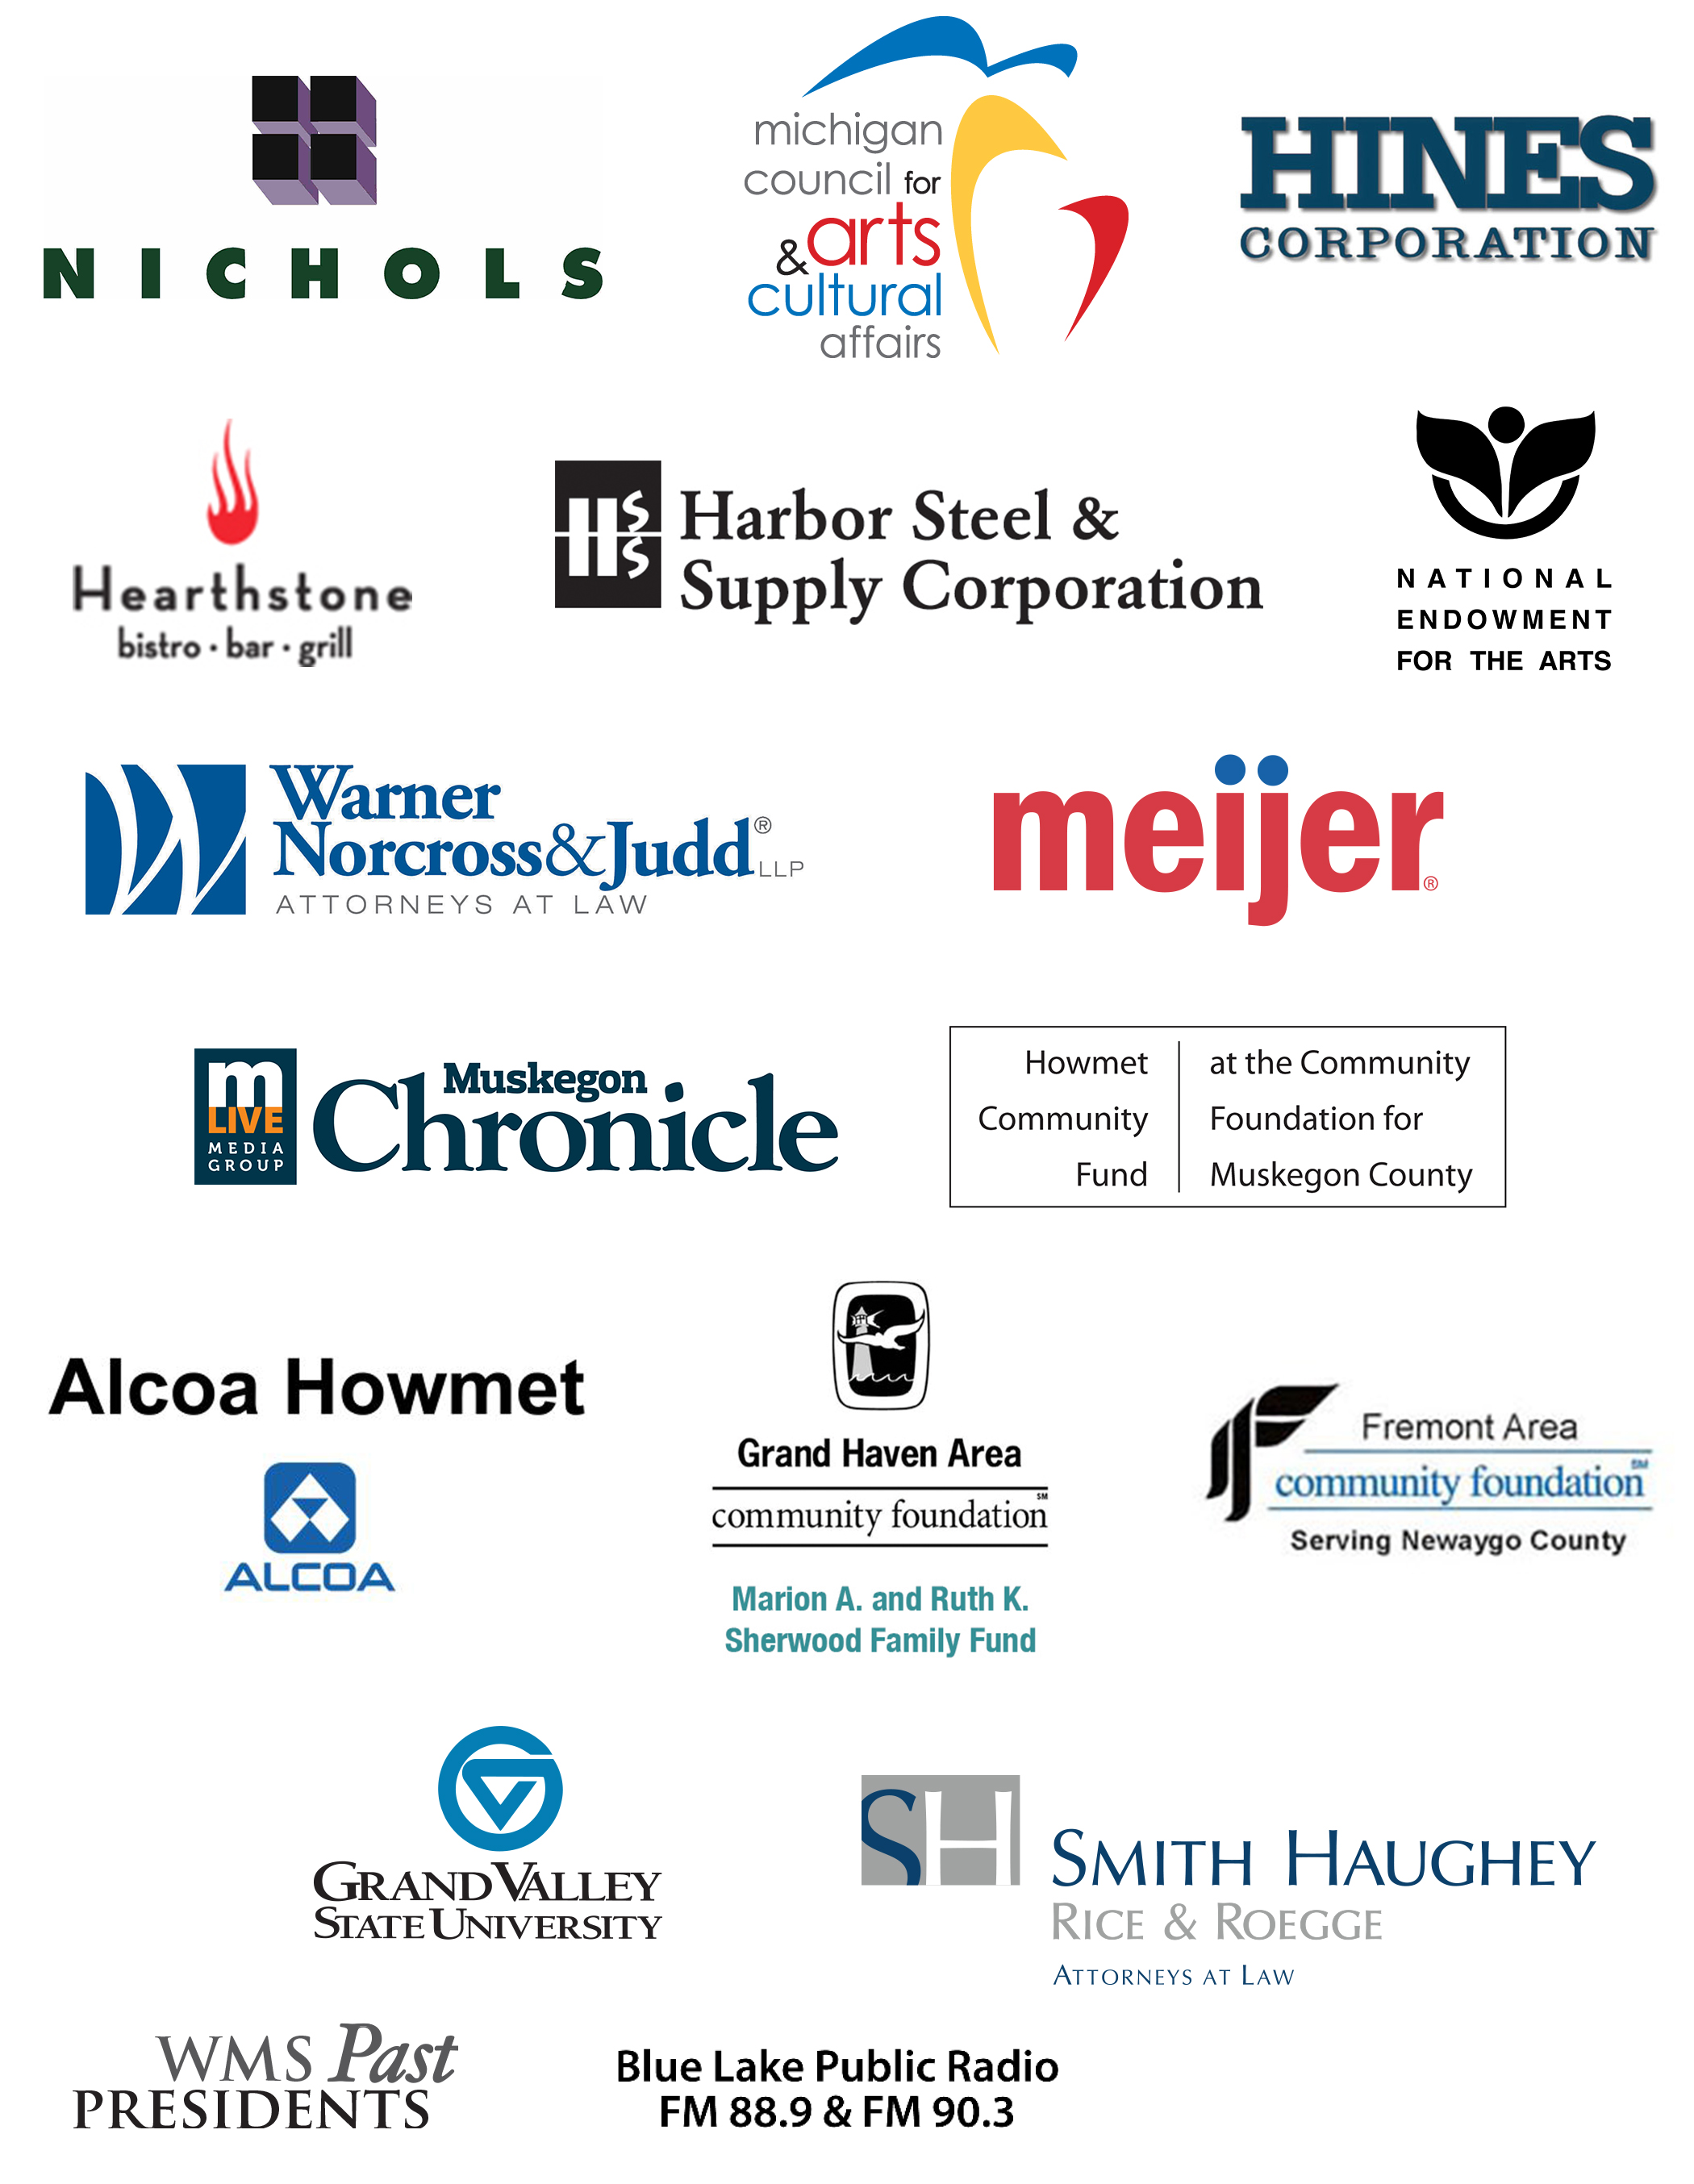 NICHOLS
michigan
council for
arts
& cultural
affairs
HINES
CORPORATION
Hearthstone
bistro · bar · grill
HSS
Harbor Steel &
Supply Corporation
NATIONAL
ENDOWMENT
FOR THE ARTS
W
Warner
Norcross&Judd® LLP
ATTORNEYS AT LAW
meijer®
m
LIVE
MEDIA
GROUP
Muskegon
Chronicle
Howmet
Community
Fund
at the Community
Foundation for
Muskegon County
Alcoa Howmet
ALCOA
Grand Haven Area
community foundation℠
Marion A. and Ruth K.
Sherwood Family Fund
Fremont Area
community foundation℠
Serving Newaygo County
GRAND VALLEY
STATE UNIVERSITY
SH
SMITH HAUGHEY
RICE & ROEGGE
ATTORNEYS AT LAW
WMS Past
PRESIDENTS
Blue Lake Public Radio
FM 88.9 & FM 90.3